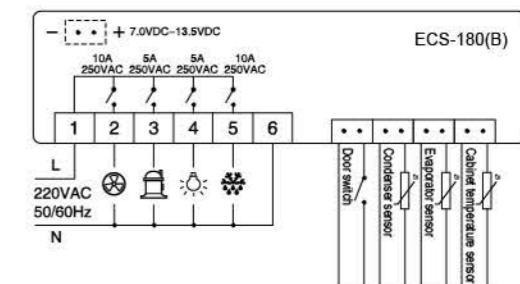 − + 7.0VDC–13.5VDC
ECS-180(B)
10A 5A 5A 10A
250VAC 250VAC 250VAC 250VAC
1 2 3 4 5 6
L
220VAC
50/60Hz
N
Door switch
Condenser sensor
Evaporator sensor
Cabinet temperature sensor